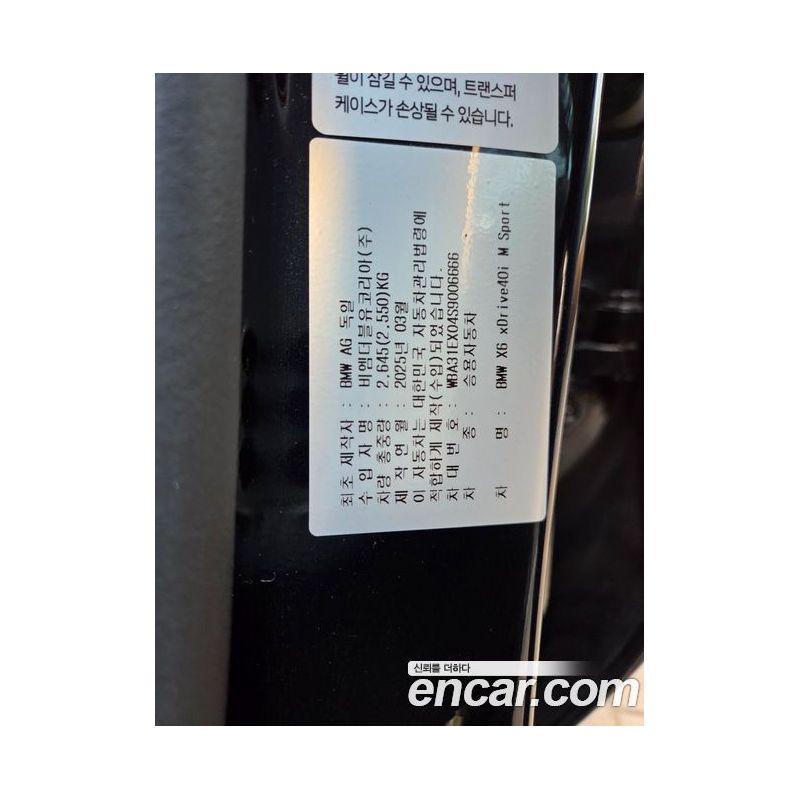 휠이 잠길 수 있으며, 트랜스퍼
케이스가 손상될 수 있습니다.
최초 제작자 : BMW AG 독일
수 입 자 명 : 비엠더블유코리아(주)
차량 총중량 : 2,645(2,550)KG
제 작 연 월 : 2025년 03월
이 자동차는 대한민국 자동차관리법령에
적합하게 제작(수입)되었습니다.
차 대 번 호 : WBA31EX04S9006666
차 종 : 승용자동차
차 명 : BMW X6 xDrive40i M Sport
신뢰를 더하다
encar.com